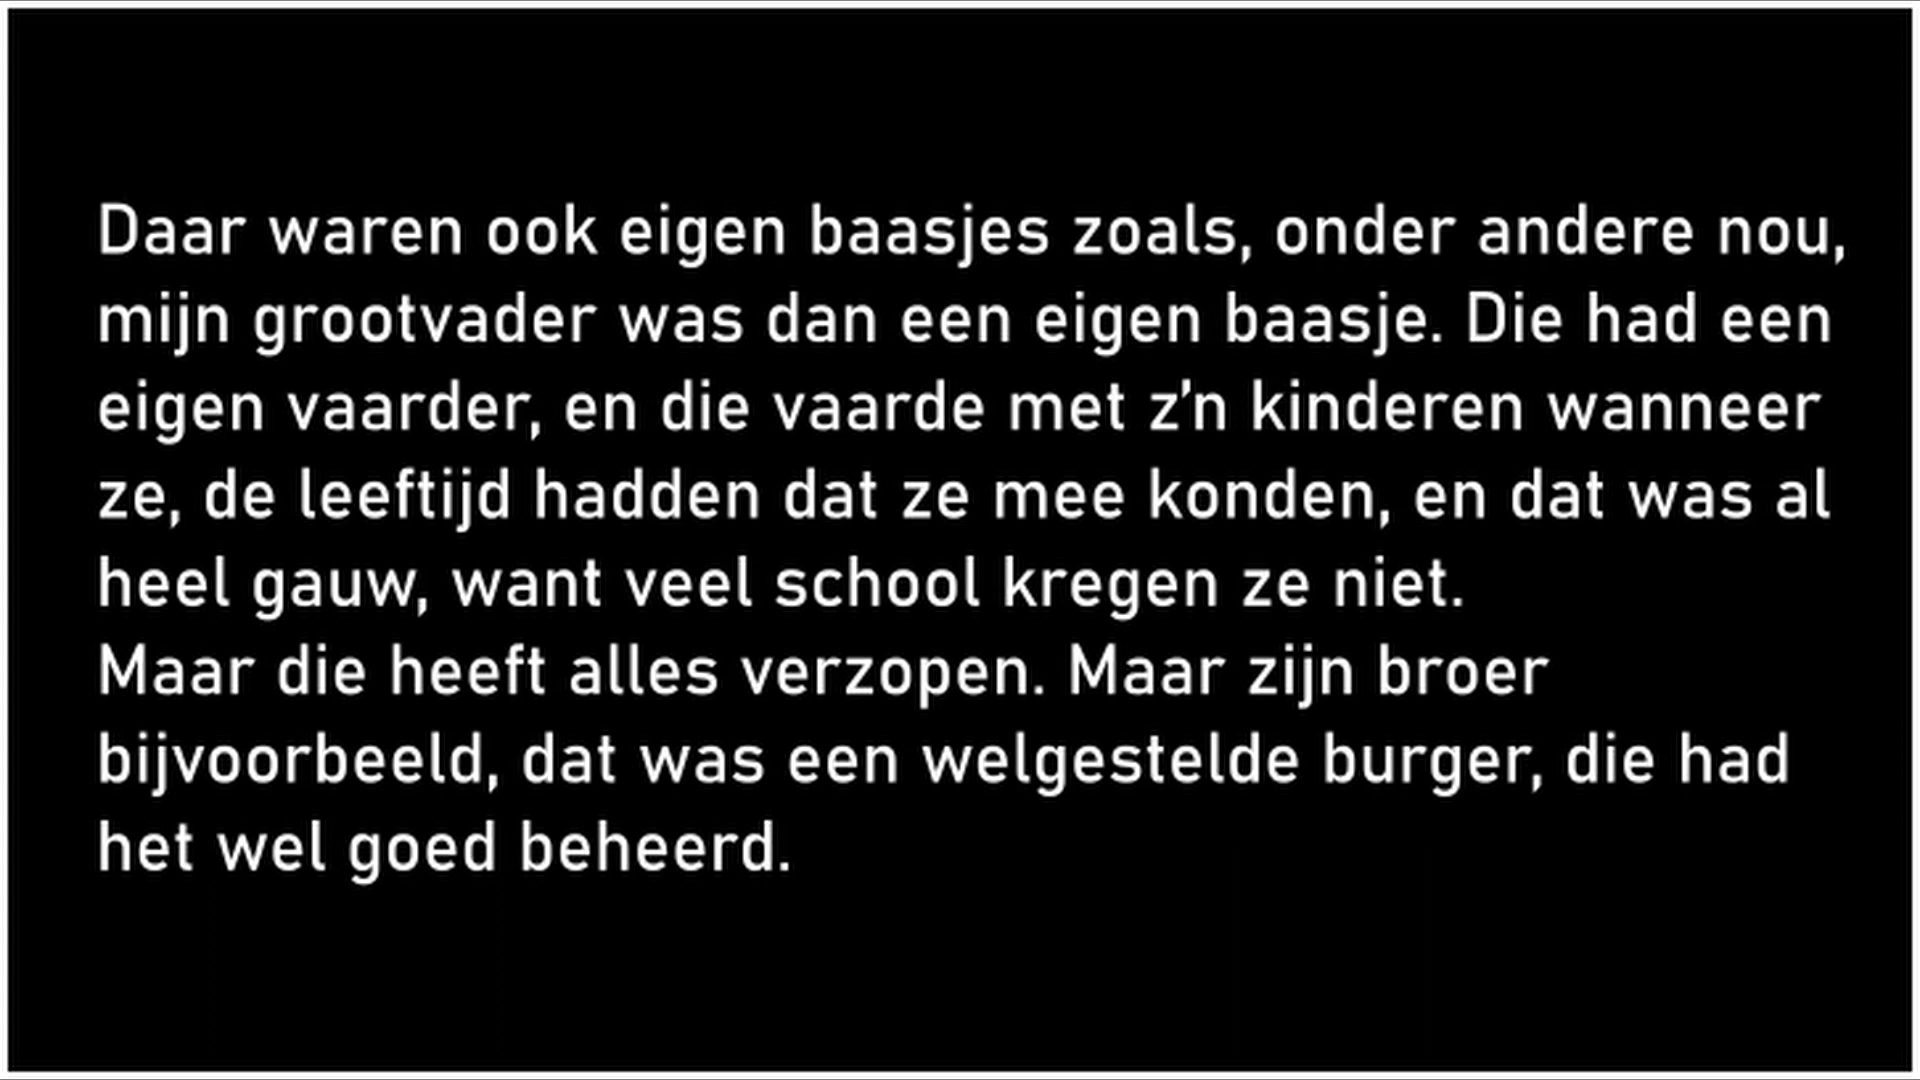 Daar waren ook eigen baasjes zoals, onder andere nou,
mijn grootvader was dan een eigen baasje. Die had een
eigen vaarder, en die vaarde met z'n kinderen wanneer
ze, de leeftijd hadden dat ze mee konden, en dat was al
heel gauw, want veel school kregen ze niet.
Maar die heeft alles verzopen. Maar zijn broer
bijvoorbeeld, dat was een welgestelde burger, die had
het wel goed beheerd.